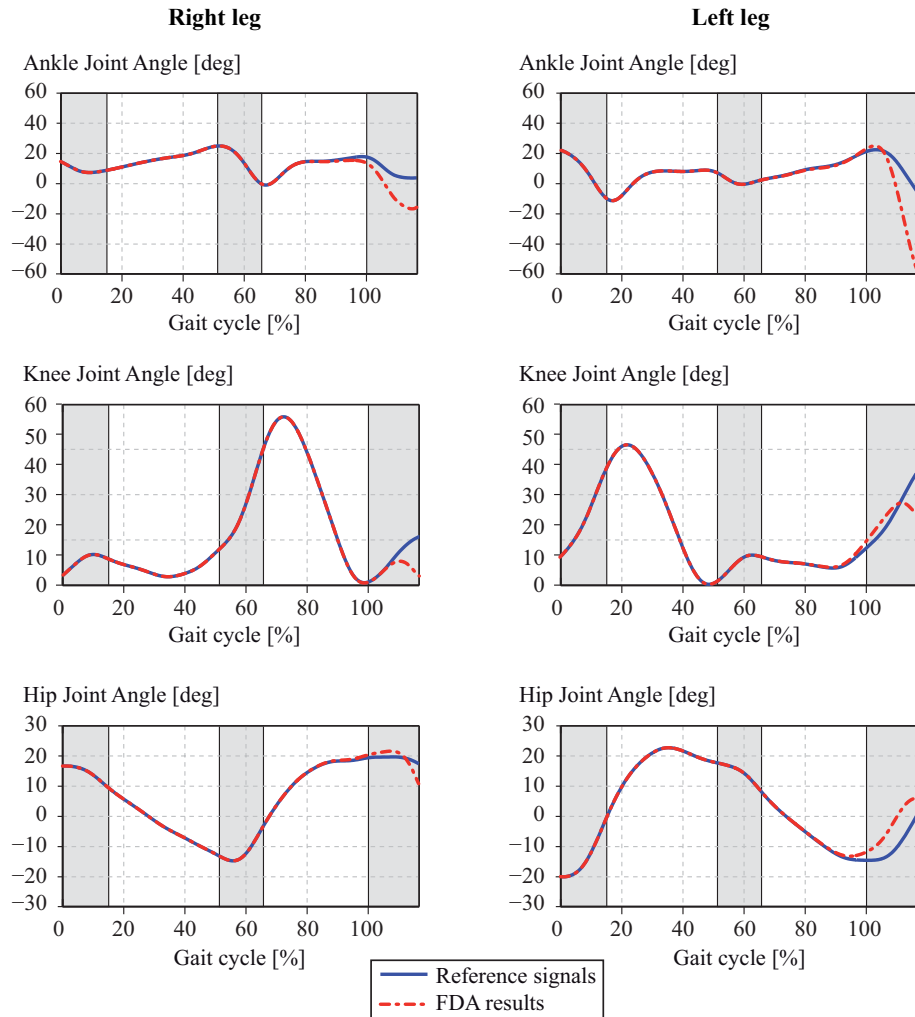 Right leg
Left leg
Ankle Joint Angle [deg]
60
40
20
0
−20
−40
−60
0 20 40 60 80 100
Gait cycle [%]
Ankle Joint Angle [deg]
60
40
20
0
−20
−40
−60
0 20 40 60 80 100
Gait cycle [%]
Knee Joint Angle [deg]
60
50
40
30
20
10
0
0 20 40 60 80 100
Gait cycle [%]
Knee Joint Angle [deg]
60
50
40
30
20
10
0
0 20 40 60 80 100
Gait cycle [%]
Hip Joint Angle [deg]
30
20
10
0
−10
−20
−30
0 20 40 60 80 100
Gait cycle [%]
Hip Joint Angle [deg]
30
20
10
0
−10
−20
−30
0 20 40 60 80 100
Gait cycle [%]
Reference signals
FDA results